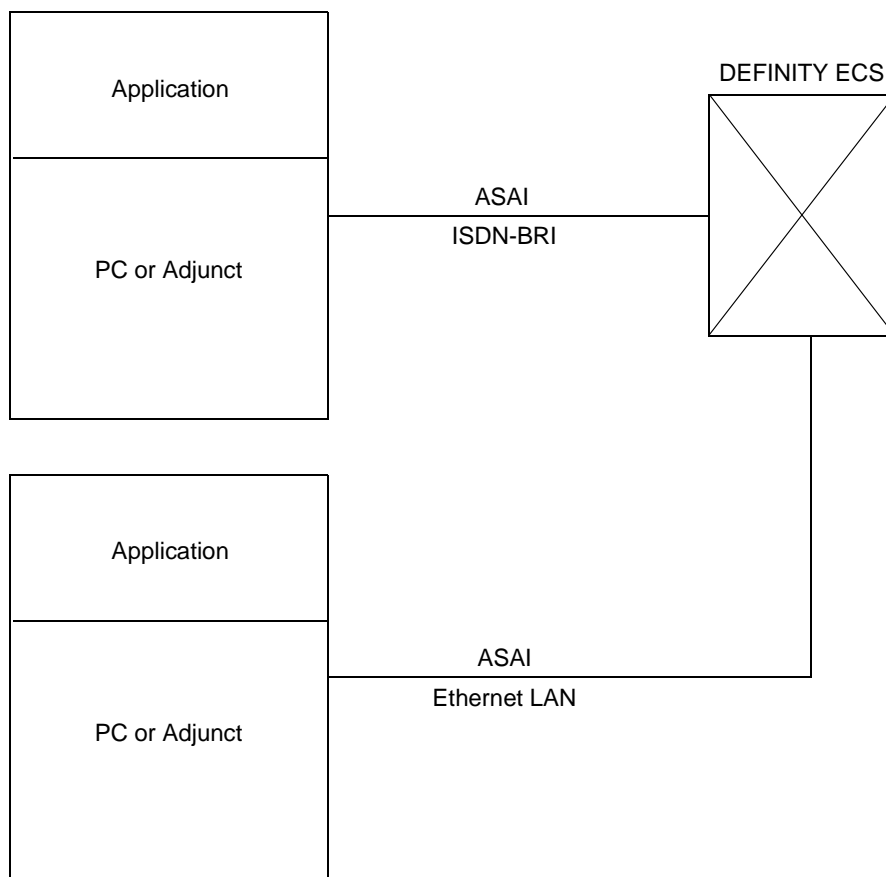 DEFINITY ECS
Application
ASAI
ISDN-BRI
PC or Adjunct
Application
ASAI
Ethernet LAN
PC or Adjunct